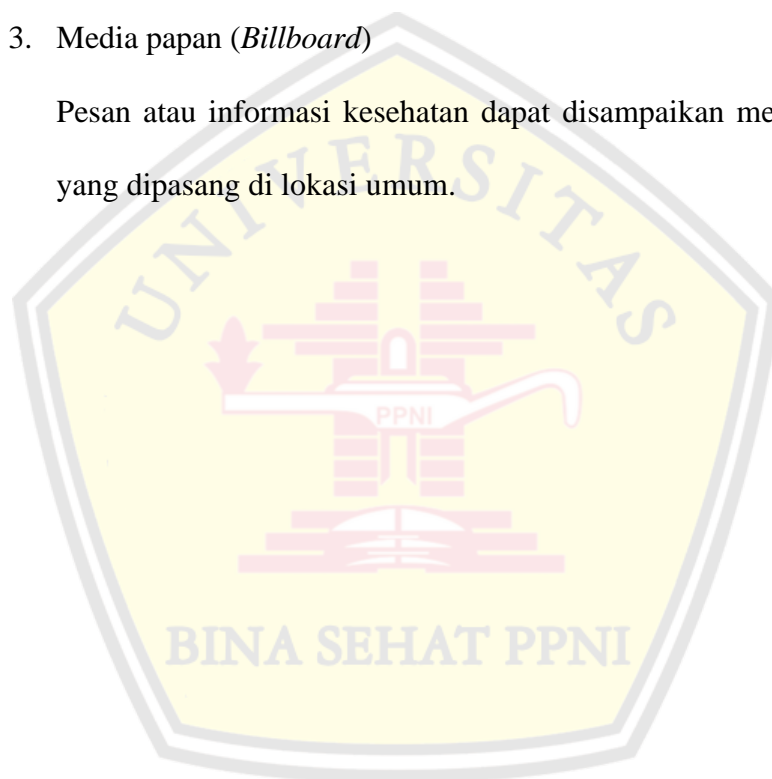 3. Media papan (Billboard)
Pesan atau informasi kesehatan dapat disampaikan
yang dipasang di lokasi umum.
UNIVERSITAS
PPNI
BINA SEHAT PPNI